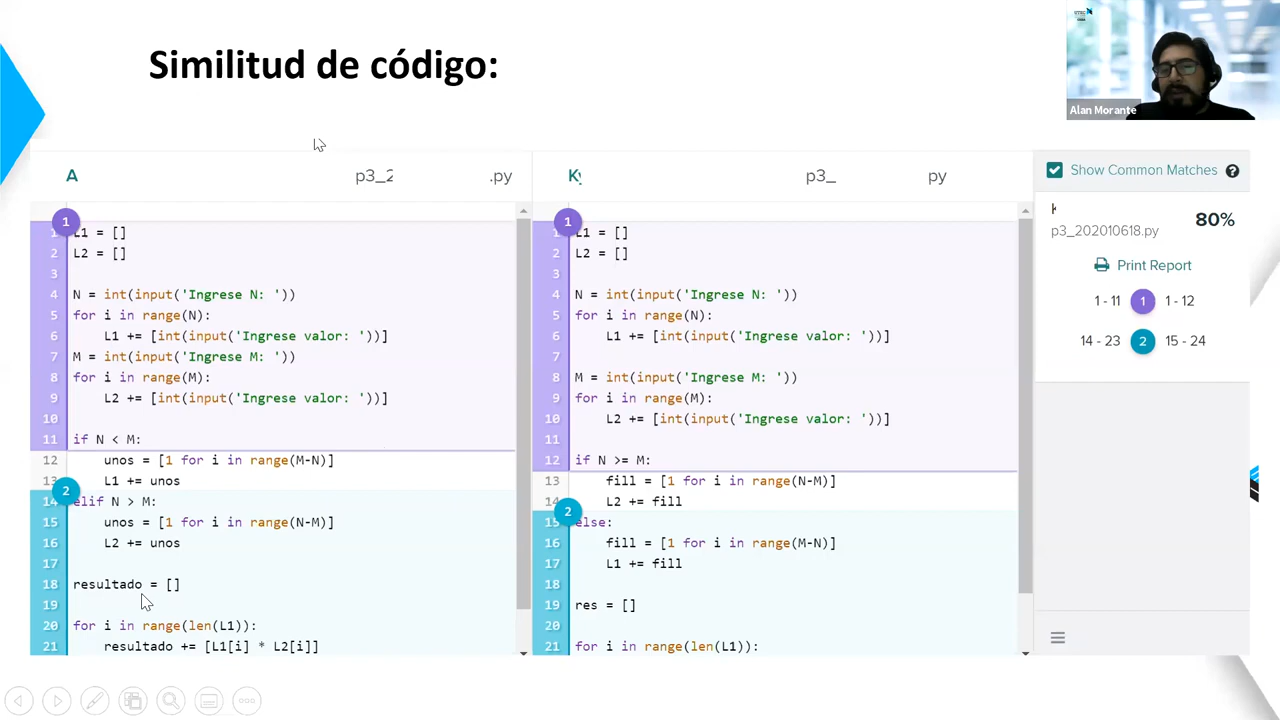 Similitud de código:
UTEC
Alan Morante
A p3_2 .py
Ky p3_ py
Show Common Matches ?
p3_202010618.py
80%
Print Report
1 - 11 1 1 - 12
14 - 23 2 15 - 24
1
1 L1 = []
2 L2 = []
3
4 N = int(input('Ingrese N: '))
5 for i in range(N):
6 L1 += [int(input('Ingrese valor: '))]
7 M = int(input('Ingrese M: '))
8 for i in range(M):
9 L2 += [int(input('Ingrese valor: '))]
10
11 if N < M:
12 unos = [1 for i in range(M-N)]
13 L1 += unos
2
14 elif N > M:
15 unos = [1 for i in range(N-M)]
16 L2 += unos
17
18 resultado = []
19
20 for i in range(len(L1)):
21 resultado += [L1[i] * L2[i]]
1
1 L1 = []
2 L2 = []
3
4 N = int(input('Ingrese N: '))
5 for i in range(N):
6 L1 += [int(input('Ingrese valor: '))]
7
8 M = int(input('Ingrese M: '))
9 for i in range(M):
10 L2 += [int(input('Ingrese valor: '))]
11
12 if N >= M:
13 fill = [1 for i in range(N-M)]
14 L2 += fill
2
15 else:
16 fill = [1 for i in range(M-N)]
17 L1 += fill
18
19 res = []
20
21 for i in range(len(L1)):